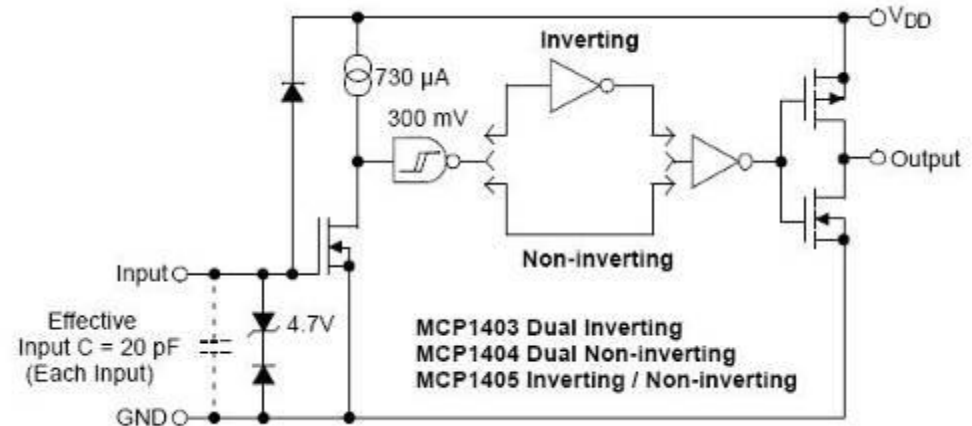 V_DD
Inverting
730 µA
300 mV
Output
Non-inverting
Input
4.7V
Effective
Input C = 20 pF
(Each Input)
MCP1403 Dual Inverting
MCP1404 Dual Non-inverting
MCP1405 Inverting / Non-inverting
GND